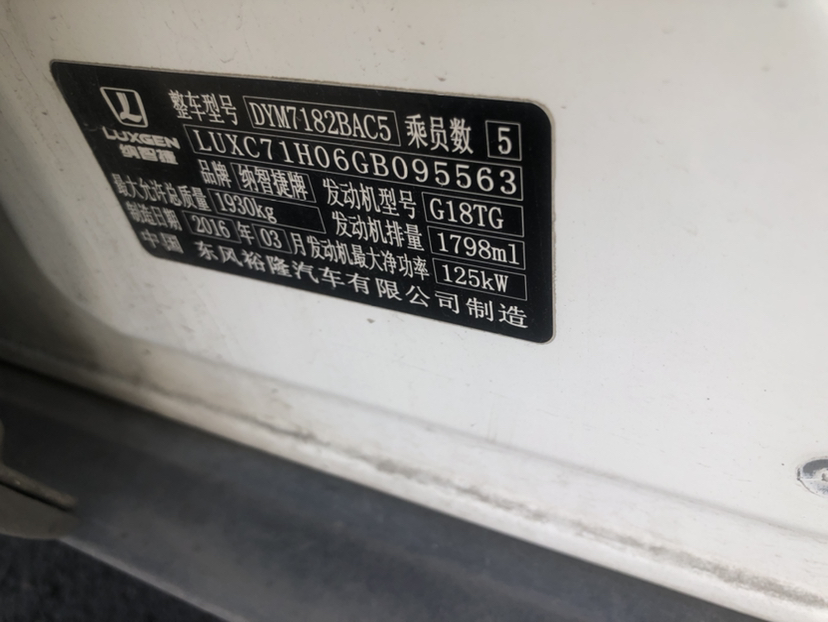 LUXGEN
纳智捷
整车型号 DYM7182BAC5 乘员数 5
LUXC71H06GB095563
品牌 纳智捷牌 发动机型号 G18TG
最大允许总质量 1930kg 发动机排量 1798ml
制造日期 2016 年 03 月 发动机最大净功率 125kW
中国 东风裕隆汽车有限公司制造